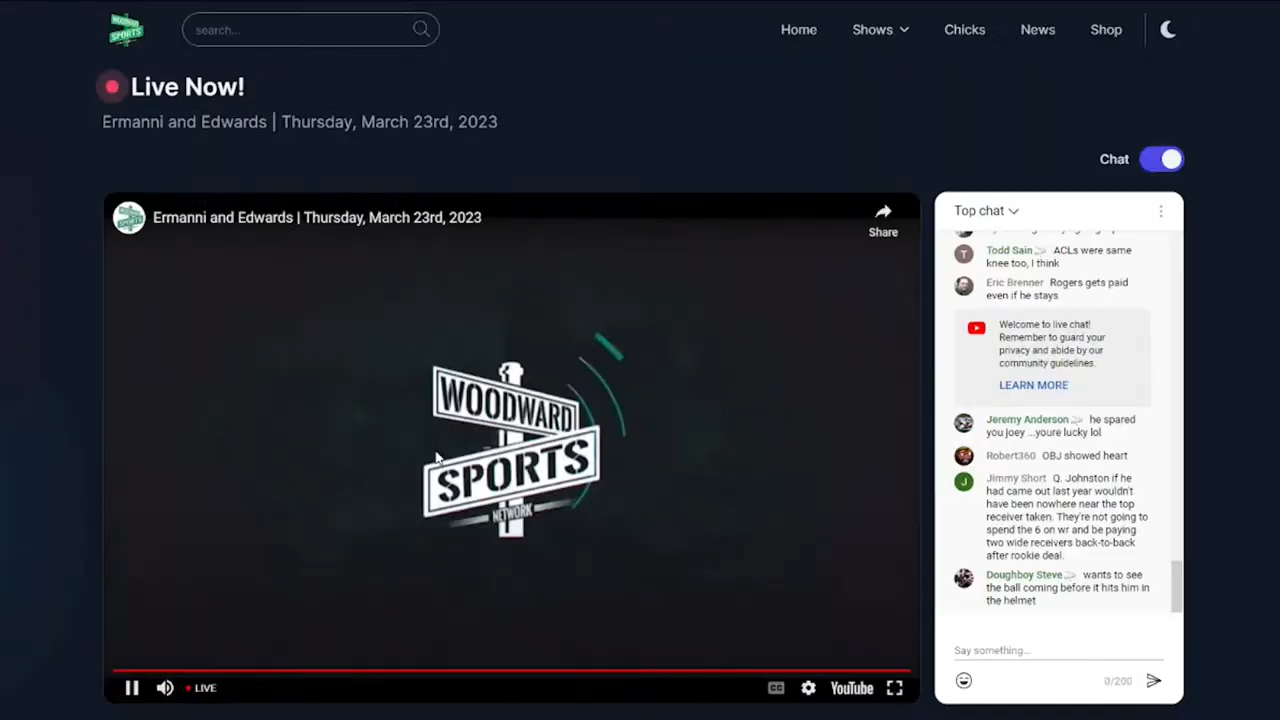 WOODWARD
SPORTS
search...
Home
Shows
Chicks
News
Shop
Live Now!
Ermanni and Edwards | Thursday, March 23rd, 2023
Chat
Ermanni and Edwards | Thursday, March 23rd, 2023
Share
WOODWARD
SPORTS
NETWORK
LIVE
CC
YouTube
Top chat
Todd Sain ACLs were same
knee too, I think
Eric Brenner Rogers gets paid
even if he stays
Welcome to live chat!
Remember to guard your
privacy and abide by our
community guidelines.
LEARN MORE
Jeremy Anderson he spared
you joey ...youre lucky lol
Robert360 OBJ showed heart
J
Jimmy Short Q. Johnston if he
had came out last year wouldn't
have been nowhere near the top
receiver taken. They're not going to
spend the 6 on wr and be paying
two wide receivers back-to-back
after rookie deal.
Doughboy Steve wants to see
the ball coming before it hits him in
the helmet
Say something...
0/200